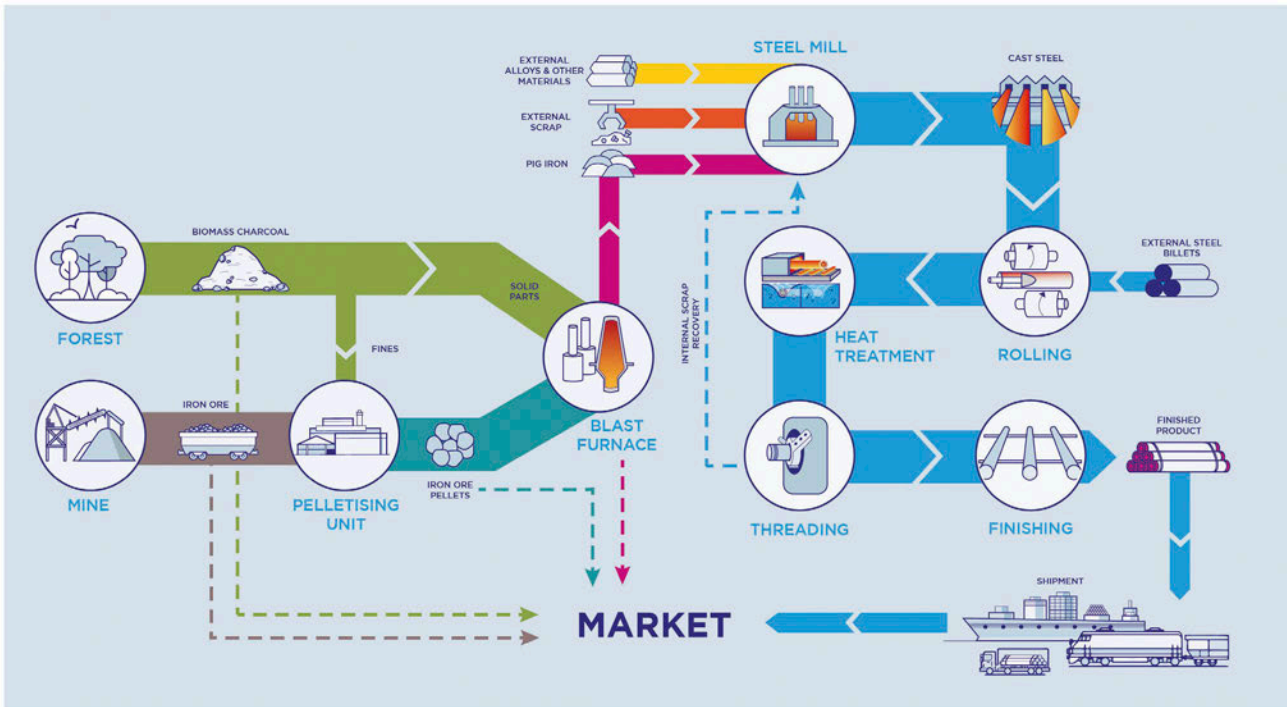 STEEL MILL
EXTERNAL
ALLOYS & OTHER
MATERIALS
CAST STEEL
EXTERNAL
SCRAP
PIG IRON
BIOMASS CHARCOAL
SOLID
PARTS
FOREST
FINES
INTERNAL SCRAP
RECOVERY
HEAT
TREATMENT
ROLLING
EXTERNAL STEEL
BILLETS
IRON ORE
MINE
PELLETISING
UNIT
IRON ORE
PELLETS
BLAST
FURNACE
THREADING
FINISHING
FINISHED
PRODUCT
SHIPMENT
MARKET